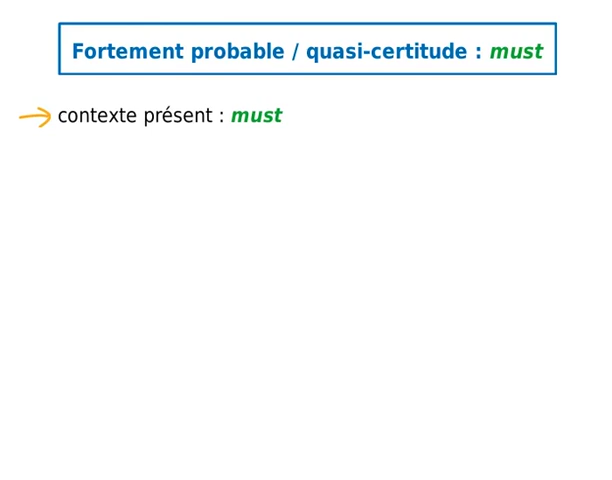 Fortement probable / quasi-certitude : must
contexte présent : must